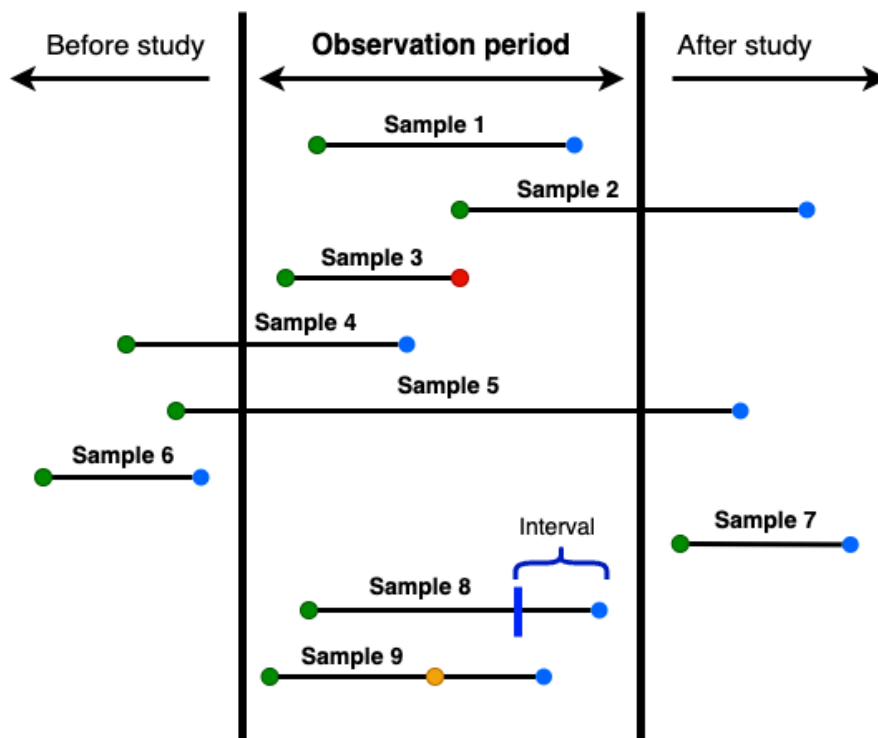 Before study
Observation period
After study
Sample 1
Sample 2
Sample 3
Sample 4
Sample 5
Sample 6
Sample 7
Interval
Sample 8
Sample 9